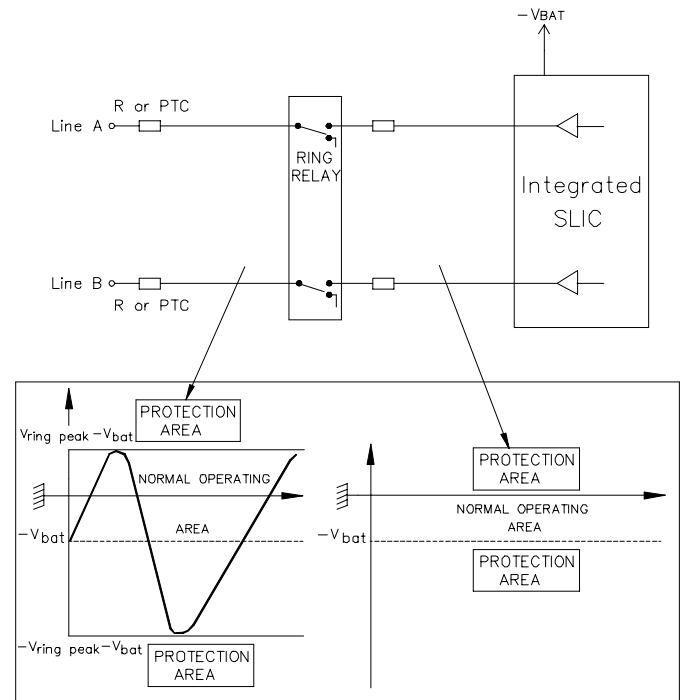 -VBAT
R or PTC
Line A
RING
RELAY
Integrated
SLIC
Line B
R or PTC
PROTECTION
AREA
Vring peak-Vbat
NORMAL OPERATING
AREA
-Vbat
-Vring peak-Vbat
PROTECTION
AREA
PROTECTION
AREA
NORMAL OPERATING
AREA
-Vbat
PROTECTION
AREA